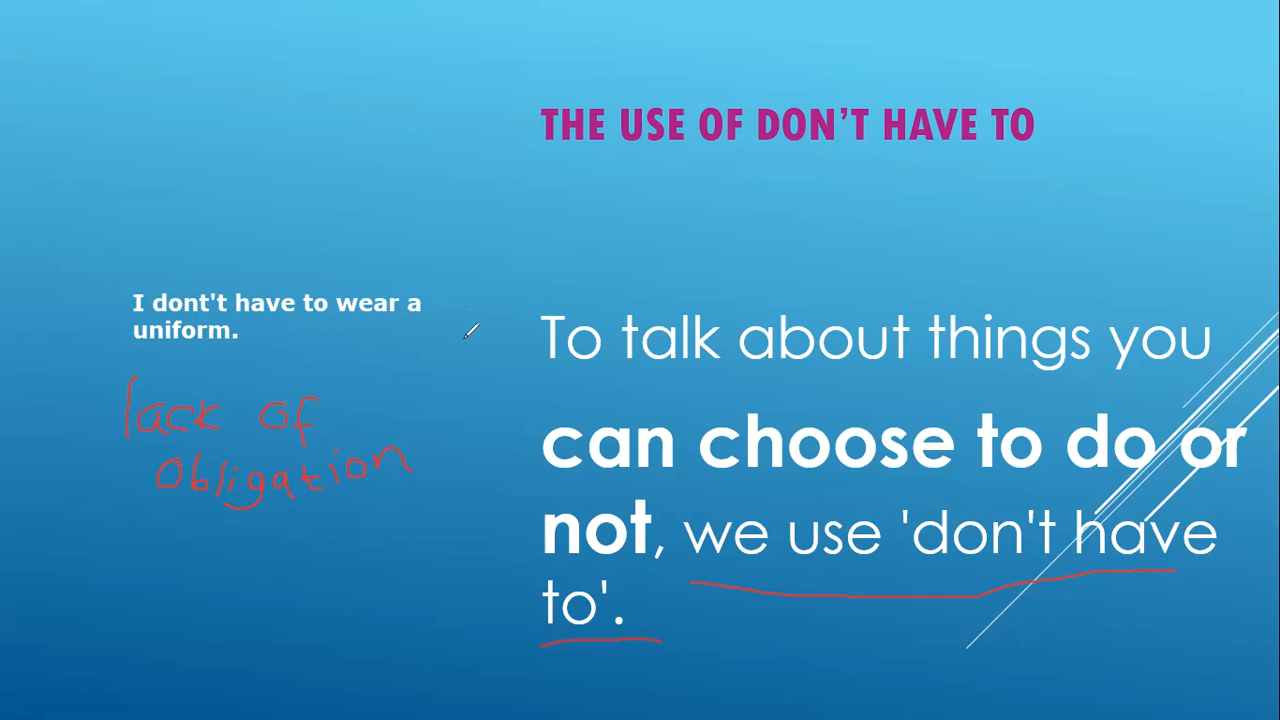 THE USE OF DON'T HAVE TO
I dont't have to wear a
uniform.
lack of
obligation
To talk about things you
can choose to do or
not, we use 'don't have
to'.